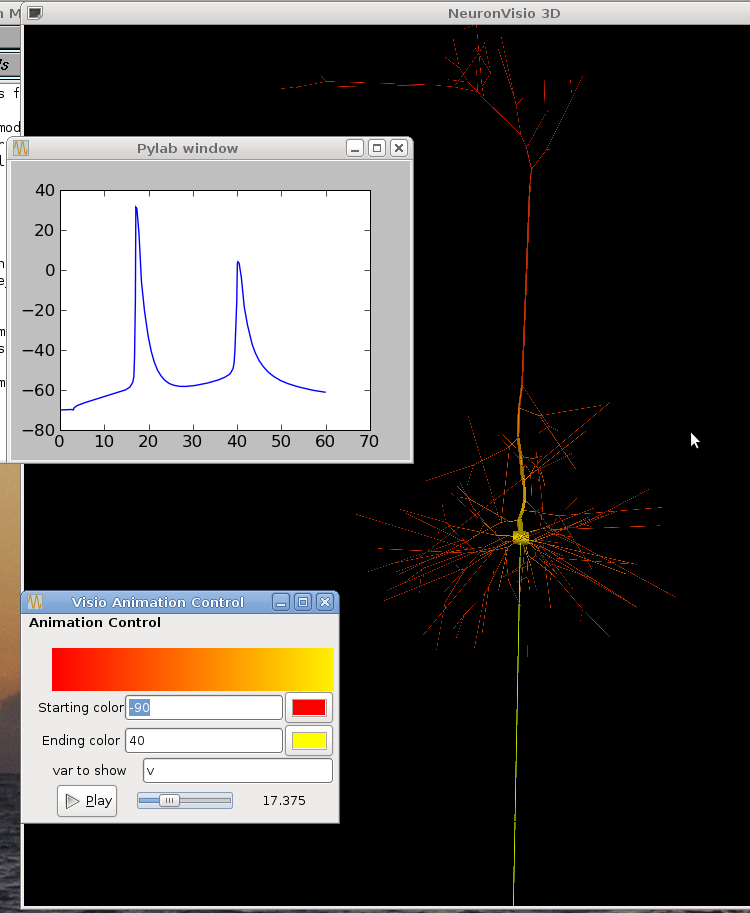 NeuronVisio 3D
Pylab window
40
20
0
−20
−40
−60
−80
0 10 20 30 40 50 60 70
Visio Animation Control
Animation Control
Starting color -90
Ending color 40
var to show v
Play 17.375